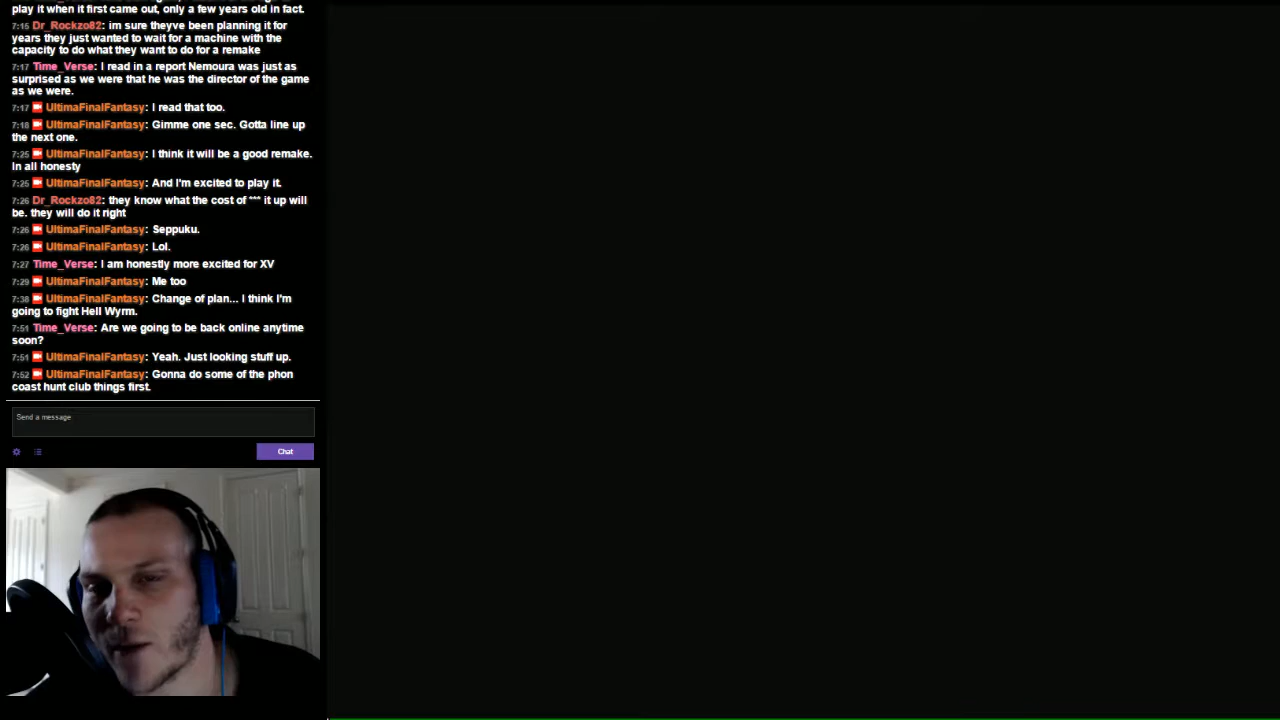 play it when it first came out, only a few years old in fact.
7:15 Dr_Rockzo82: im sure theyve been planning it for
years they just wanted to wait for a machine with the
capacity to do what they want to do for a remake
7:17 Time_Verse: I read in a report Nemoura was just as
surprised as we were that he was the director of the game
as we were.
7:17 UltimaFinalFantasy: I read that too.
7:18 UltimaFinalFantasy: Gimme one sec. Gotta line up
the next one.
7:25 UltimaFinalFantasy: I think it will be a good remake.
In all honesty
7:25 UltimaFinalFantasy: And I'm excited to play it.
7:26 Dr_Rockzo82: they know what the cost of *** it up will
be. they will do it right
7:26 UltimaFinalFantasy: Seppuku.
7:26 UltimaFinalFantasy: Lol.
7:27 Time_Verse: I am honestly more excited for XV
7:29 UltimaFinalFantasy: Me too
7:38 UltimaFinalFantasy: Change of plan... I think I'm
going to fight Hell Wyrm.
7:51 Time_Verse: Are we going to be back online anytime
soon?
7:51 UltimaFinalFantasy: Yeah. Just looking stuff up.
7:52 UltimaFinalFantasy: Gonna do some of the phon
coast hunt club things first.
Send a message
Chat